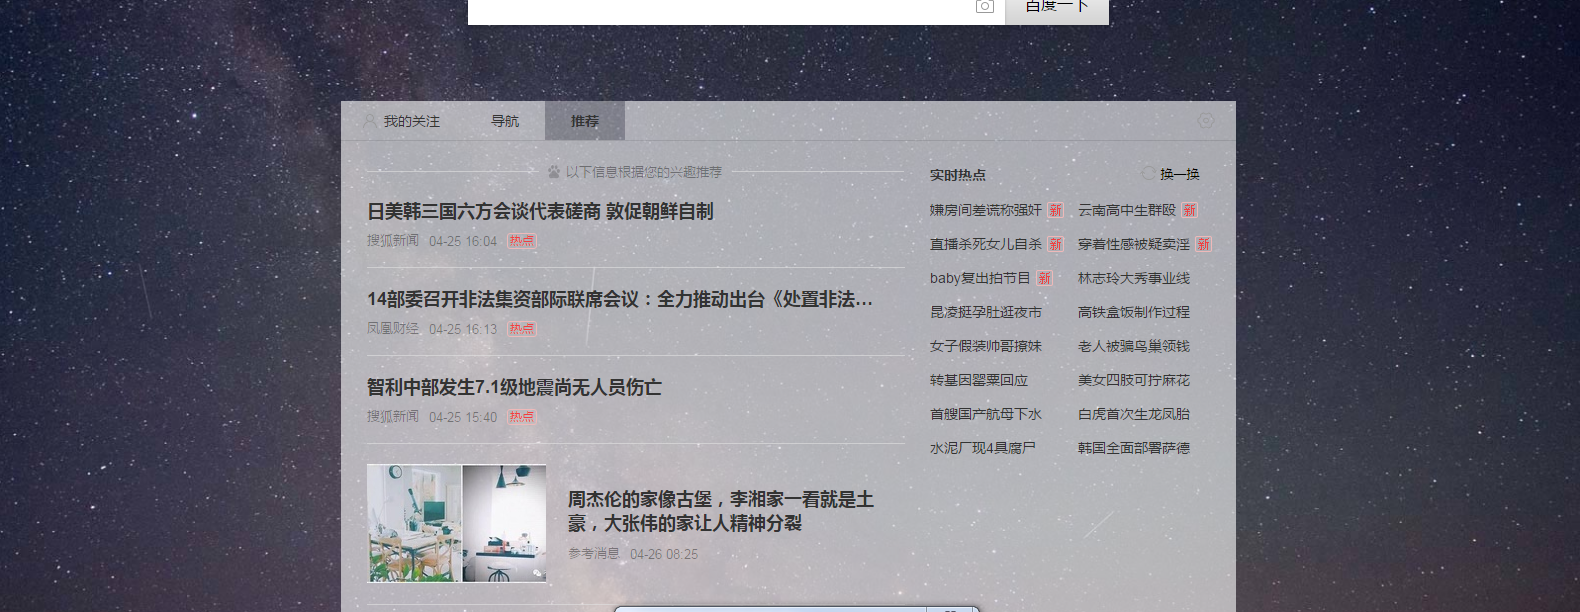 百度一下
我的关注 导航 推荐
以下信息根据您的兴趣推荐
日美韩三国六方会谈代表磋商 敦促朝鲜自制
搜狐新闻 04-25 16:04 热点
14部委召开非法集资部际联席会议：全力推动出台《处置非法...
凤凰财经 04-25 16:13 热点
智利中部发生7.1级地震尚无人员伤亡
搜狐新闻 04-25 15:40 热点
周杰伦的家像古堡，李湘家一看就是土
豪，大张伟的家让人精神分裂
参考消息 04-26 08:25
实时热点 换一换
嫌房间差谎称强奸 新 云南高中生群殴 新
直播杀死女儿自杀 新 穿着性感被疑卖淫 新
baby复出拍节目 新 林志玲大秀事业线
昆凌挺孕肚逛夜市 高铁盒饭制作过程
女子假装帅哥撩妹 老人被骗鸟巢领钱
转基因罂粟回应 美女四肢可拧麻花
首艘国产航母下水 白虎首次生龙凤胎
水泥厂现4具腐尸 韩国全面部署萨德